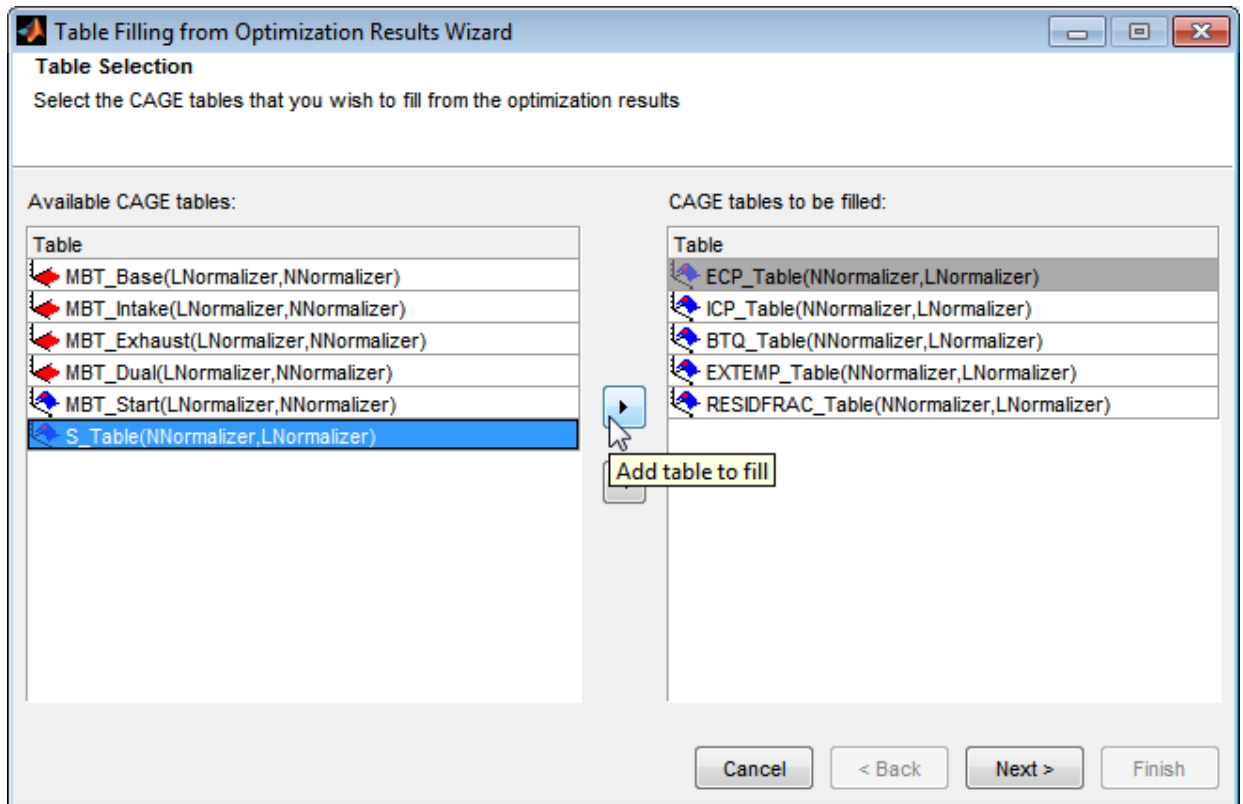 Table Filling from Optimization Results Wizard
Table Selection
Select the CAGE tables that you wish to fill from the optimization results
Available CAGE tables:
Table
MBT_Base(LNormalizer,NNormalizer)
MBT_Intake(LNormalizer,NNormalizer)
MBT_Exhaust(LNormalizer,NNormalizer)
MBT_Dual(LNormalizer,NNormalizer)
MBT_Start(LNormalizer,NNormalizer)
S_Table(NNormalizer,LNormalizer)
Add table to fill
CAGE tables to be filled:
Table
ECP_Table(NNormalizer,LNormalizer)
ICP_Table(NNormalizer,LNormalizer)
BTQ_Table(NNormalizer,LNormalizer)
EXTEMP_Table(NNormalizer,LNormalizer)
RESIDFRAC_Table(NNormalizer,LNormalizer)
Cancel < Back Next > Finish